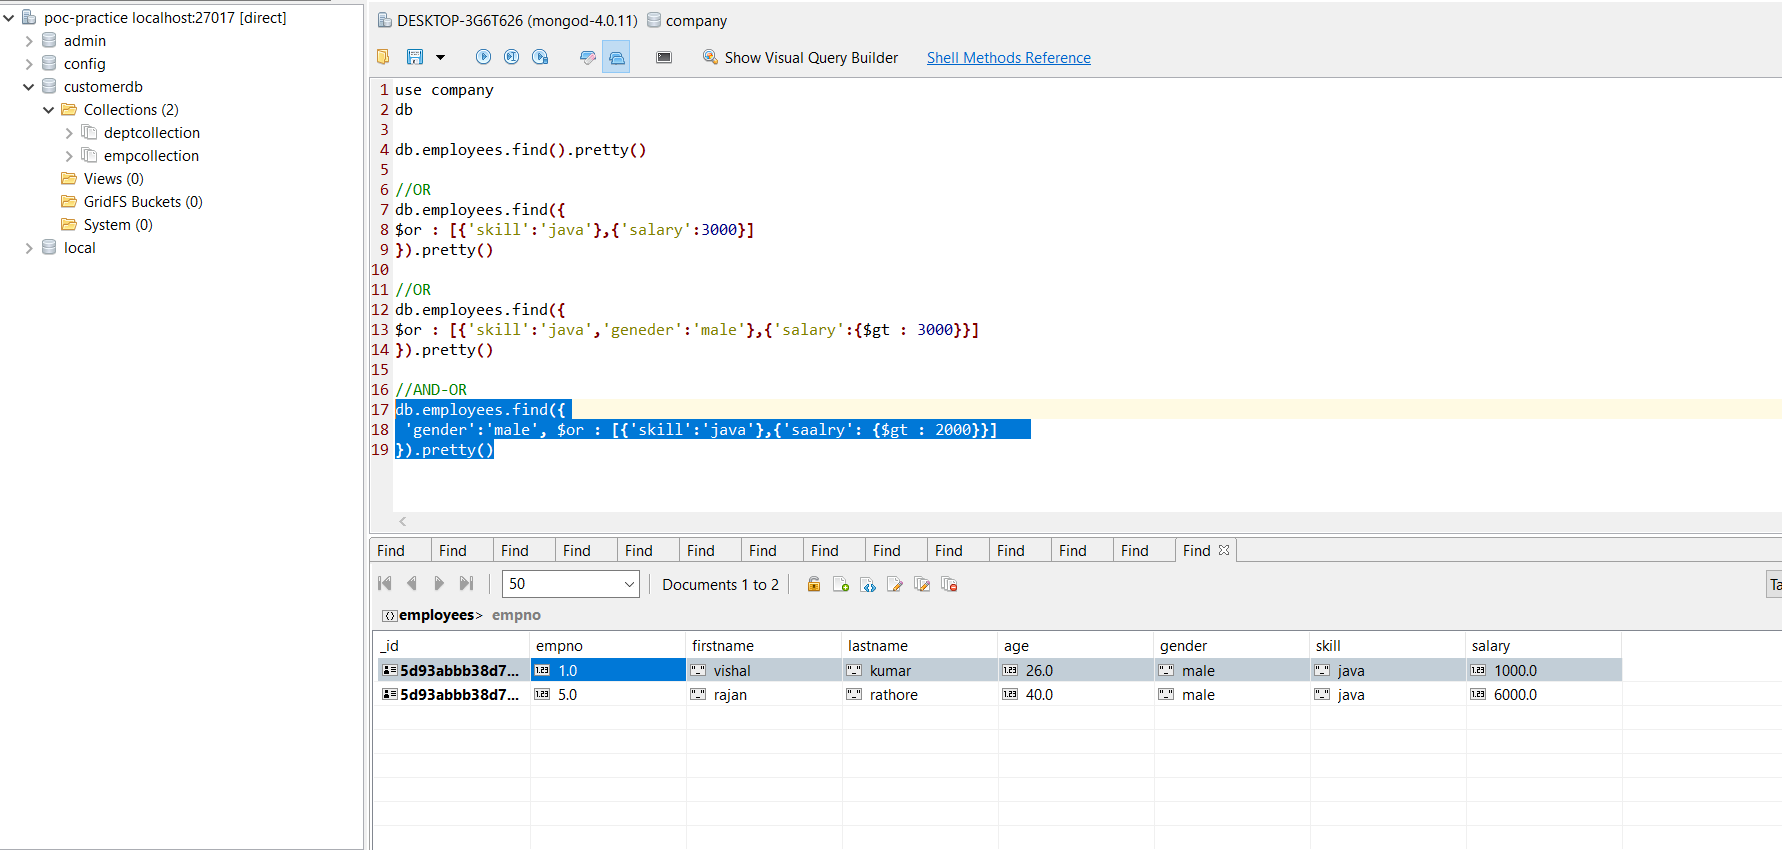 poc-practice localhost:27017 [direct]
admin
config
customerdb
Collections (2)
deptcollection
empcollection
Views (0)
GridFS Buckets (0)
System (0)
local
DESKTOP-3G6T626 (mongod-4.0.11) company
Show Visual Query Builder Shell Methods Reference
1 use company
2 db
3
4 db.employees.find().pretty()
5
6 //OR
7 db.employees.find({
8 $or : [{'skill':'java'},{'salary':3000}]
9 }).pretty()
10
11 //OR
12 db.employees.find({
13 $or : [{'skill':'java','geneder':'male'},{'salary':{$gt : 3000}}]
14 }).pretty()
15
16 //AND-OR
17 db.employees.find({
18 'gender':'male', $or : [{'skill':'java'},{'saalry': {$gt : 2000}}]
19 }).pretty()
Find Find Find Find Find Find Find Find Find Find Find Find Find Find
50 Documents 1 to 2 Ta
employees> empno
_id empno firstname lastname age gender skill salary
5d93abbb38d7... 1.0 vishal kumar 26.0 male java 1000.0
5d93abbb38d7... 5.0 rajan rathore 40.0 male java 6000.0